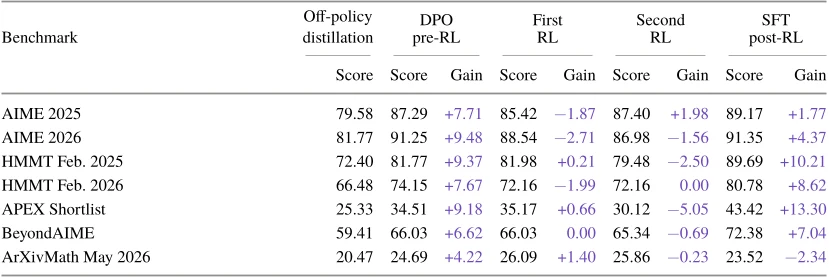 Benchmark Off-policy distillation DPO pre-RL First RL Second RL SFT post-RL
Score Score Gain Score Gain Score Gain Score Gain
AIME 2025 79.58 87.29 +7.71 85.42 −1.87 87.40 +1.98 89.17 +1.77
AIME 2026 81.77 91.25 +9.48 88.54 −2.71 86.98 −1.56 91.35 +4.37
HMMT Feb. 2025 72.40 81.77 +9.37 81.98 +0.21 79.48 −2.50 89.69 +10.21
HMMT Feb. 2026 66.48 74.15 +7.67 72.16 −1.99 72.16 0.00 80.78 +8.62
APEX Shortlist 25.33 34.51 +9.18 35.17 +0.66 30.12 −5.05 43.42 +13.30
BeyondAIME 59.41 66.03 +6.62 66.03 0.00 65.34 −0.69 72.38 +7.04
ArXivMath May 2026 20.47 24.69 +4.22 26.09 +1.40 25.86 −0.23 23.52 −2.34